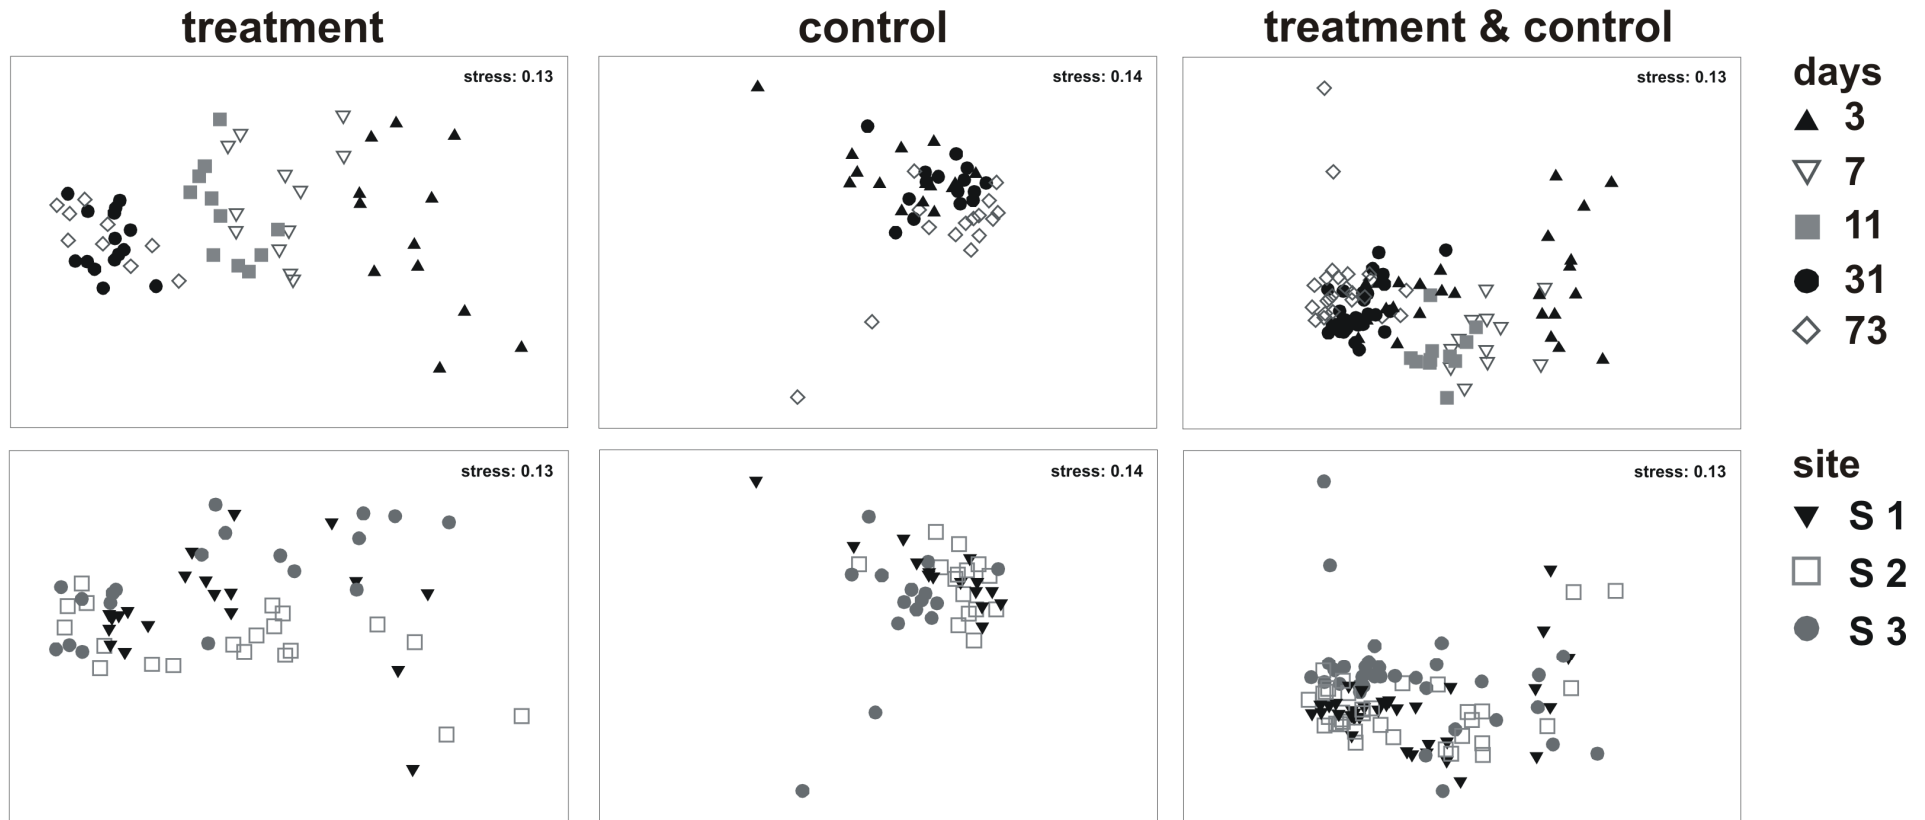 treatment control treatment & control
stress: 0.13 stress: 0.14 stress: 0.13
days
3
7
11
31
73
stress: 0.13 stress: 0.14 stress: 0.13
site
S 1
S 2
S 3